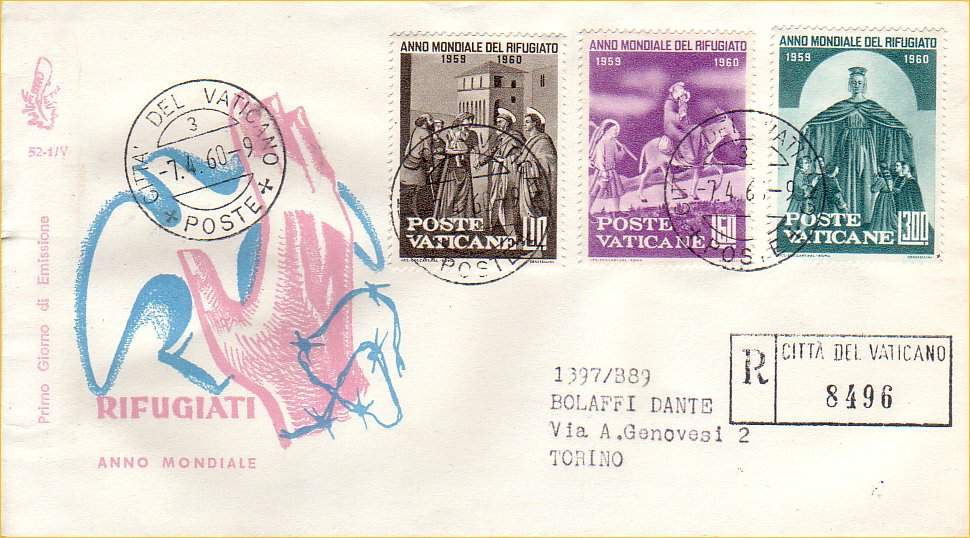 52-1/V
Primo Giorno di Emissione
CITTA' DEL VATICANO
3
-7.4.60-9
POSTE
RIFUGIATI
ANNO MONDIALE
ANNO MONDIALE DEL RIFUGIATO
1959 1960
POSTE
VATICANE
ANNO MONDIALE DEL RIFUGIATO
1959 1960
POSTE
VATICANE 150
ANNO MONDIALE DEL RIFUGIATO
1959 1960
POSTE
VATICANE 300
POSTE
R
CITTÀ DEL VATICANO
8496
1397/B89
BOLAFFI DANTE
Via A.Genovesi 2
TORINO